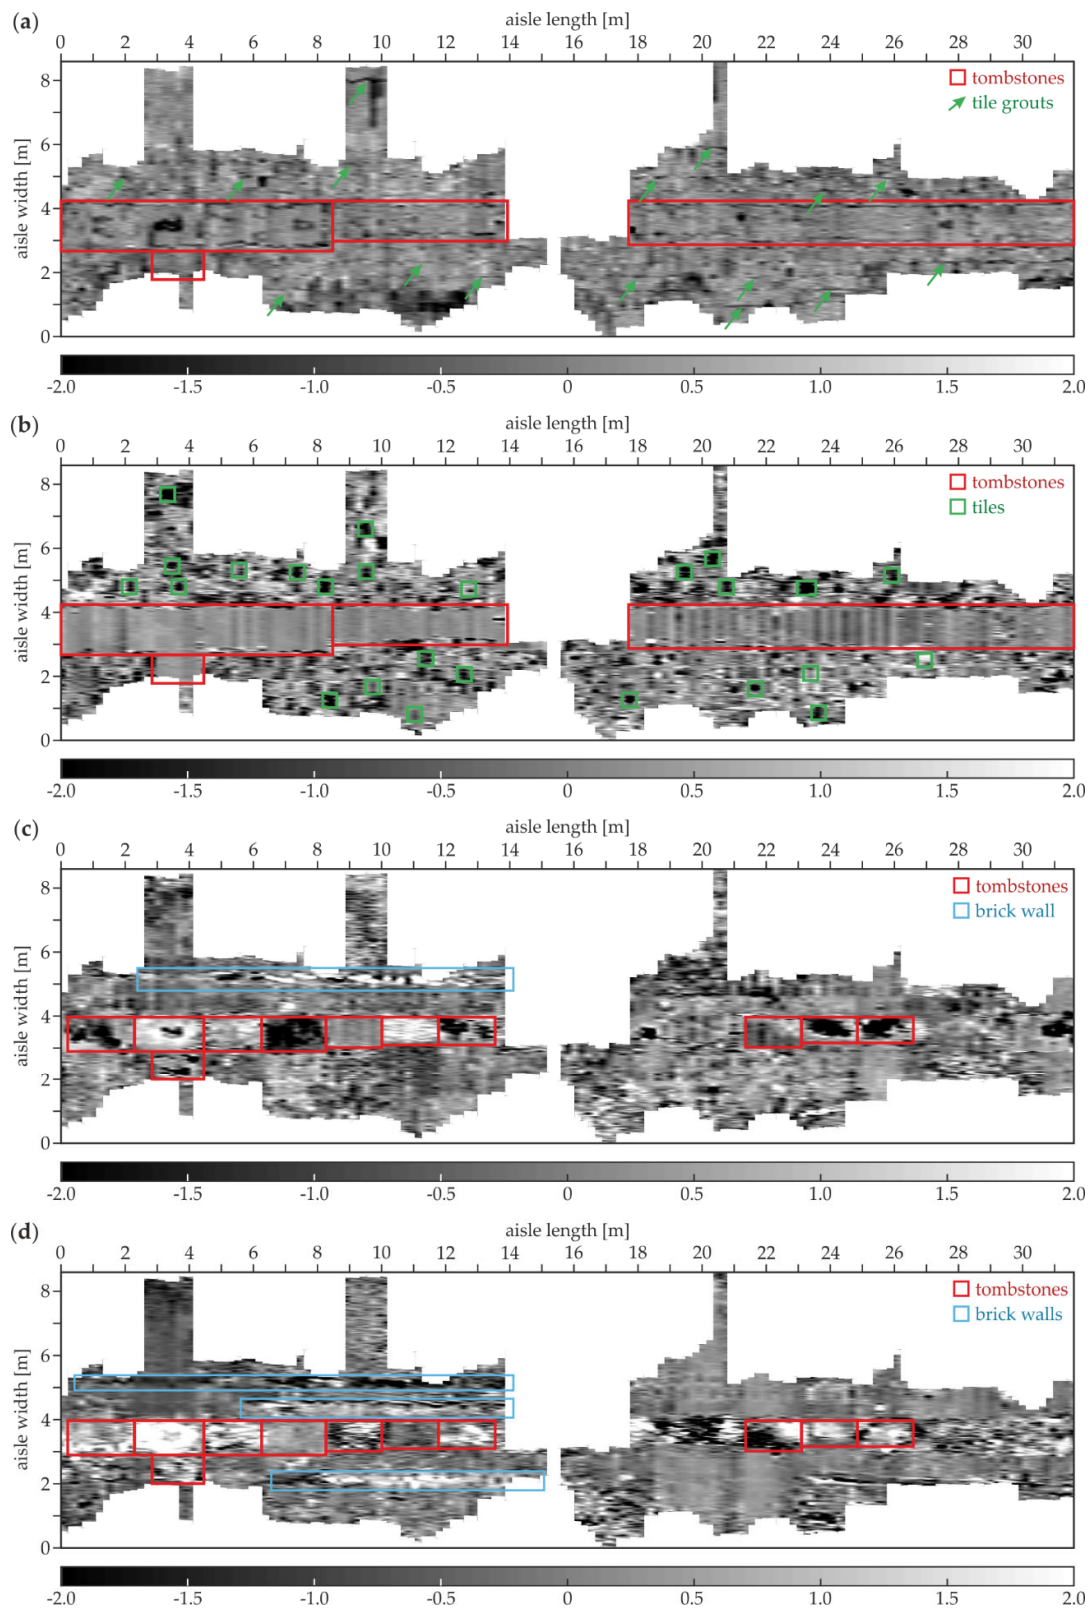 (a)
aisle length [m]
0 2 4 6 8 10 12 14 16 18 20 22 24 26 28 30
aisle width [m]
8
6
4
2
0
tombstones
tile grouts
-2.0 -1.5 -1.0 -0.5 0 0.5 1.0 1.5 2.0
(b)
aisle length [m]
0 2 4 6 8 10 12 14 16 18 20 22 24 26 28 30
aisle width [m]
8
6
4
2
0
tombstones
tiles
-2.0 -1.5 -1.0 -0.5 0 0.5 1.0 1.5 2.0
(c)
aisle length [m]
0 2 4 6 8 10 12 14 16 18 20 22 24 26 28 30
aisle width [m]
8
6
4
2
0
tombstones
brick wall
-2.0 -1.5 -1.0 -0.5 0 0.5 1.0 1.5 2.0
(d)
aisle length [m]
0 2 4 6 8 10 12 14 16 18 20 22 24 26 28 30
aisle width [m]
8
6
4
2
0
tombstones
brick walls
-2.0 -1.5 -1.0 -0.5 0 0.5 1.0 1.5 2.0